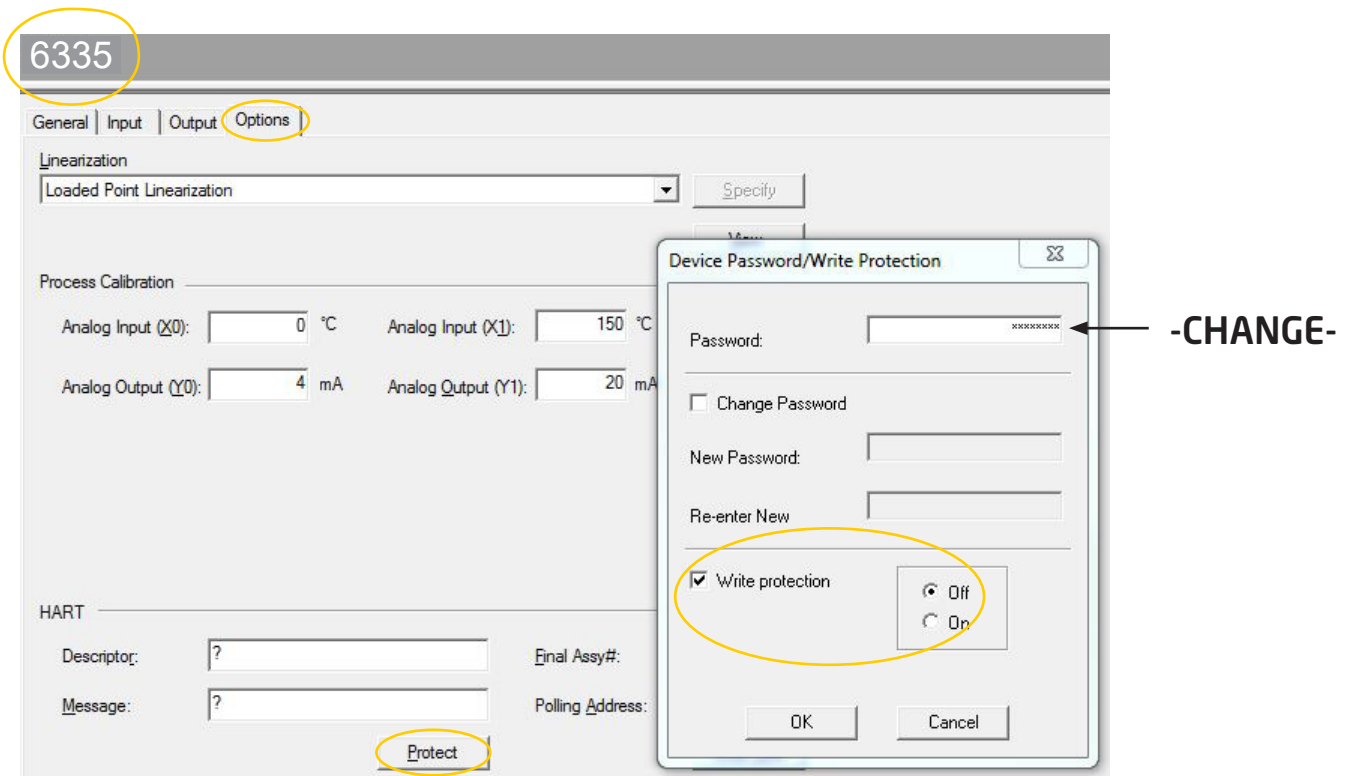 6335
General Input Output Options
Linearization
Loaded Point Linearization Specify
View
Process Calibration
Analog Input (X0): 0 °C Analog Input (X1): 150 °C
Analog Output (Y0): 4 mA Analog Output (Y1): 20 mA
HART
Descriptor: ? Final Assy#:
Message: ? Polling Address:
Protect
Device Password/Write Protection
Password: ******** -CHANGE-
Change Password
New Password:
Re-enter New
Write protection Off
On
OK Cancel